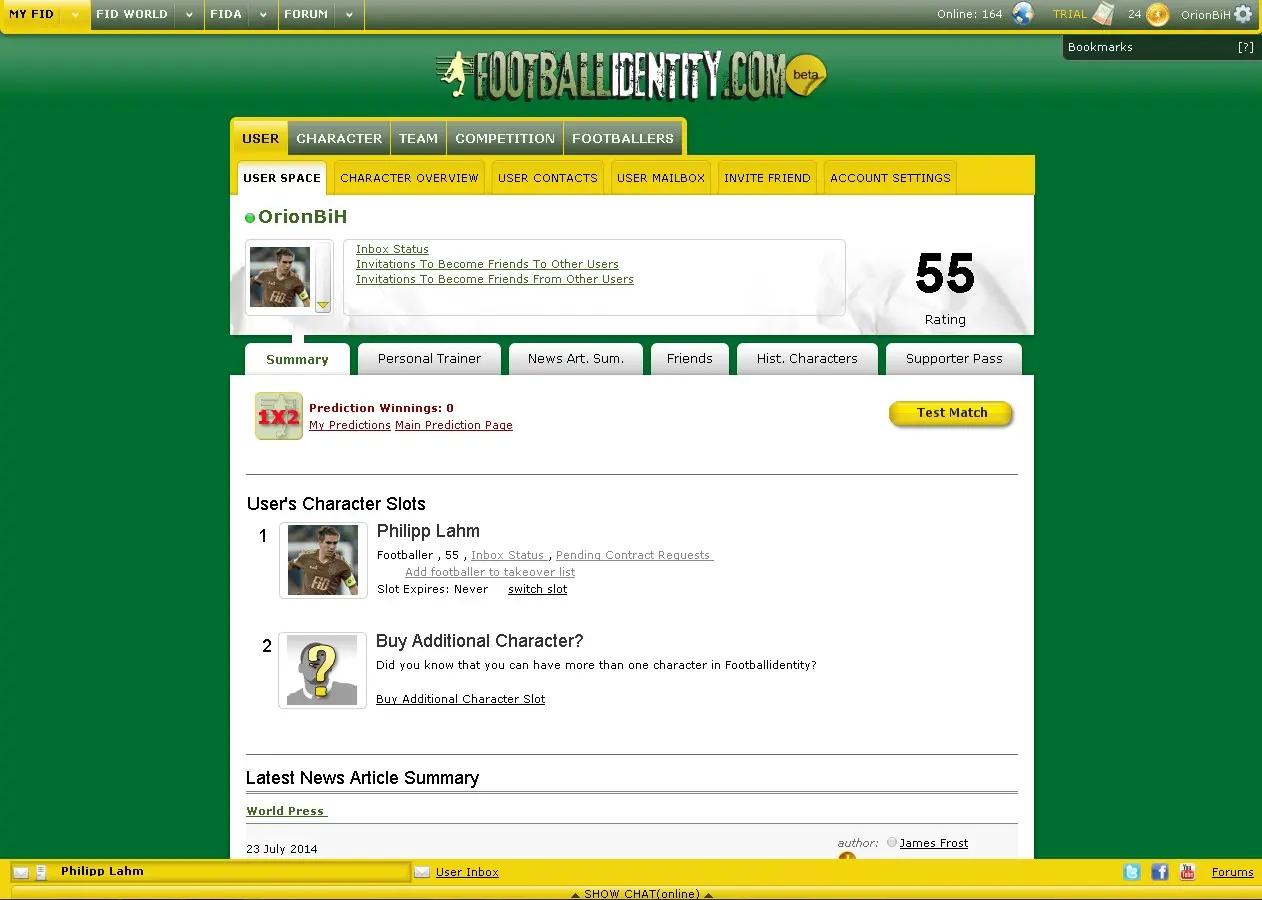 MY FID FID WORLD FIDA FORUM Online: 164 TRIAL 24 OrionBiH
Bookmarks [?]
FOOTBALLIDENTITY.COM beta
USER CHARACTER TEAM COMPETITION FOOTBALLERS
USER SPACE CHARACTER OVERVIEW USER CONTACTS USER MAILBOX INVITE FRIEND ACCOUNT SETTINGS
OrionBiH
Inbox Status
Invitations To Become Friends To Other Users
Invitations To Become Friends From Other Users
55
Rating
FID
Summary Personal Trainer News Art. Sum. Friends Hist. Characters Supporter Pass
1X2
Prediction Winnings: 0
My Predictions Main Prediction Page
Test Match
User's Character Slots
1
FID
Philipp Lahm
Footballer , 55 , Inbox Status , Pending Contract Requests
Add footballer to takeover list
Slot Expires: Never switch slot
2
?
Buy Additional Character?
Did you know that you can have more than one character in Footballidentity?
Buy Additional Character Slot
Latest News Article Summary
World Press
23 July 2014 author: James Frost
Philipp Lahm User Inbox Forums
SHOW CHAT(online)